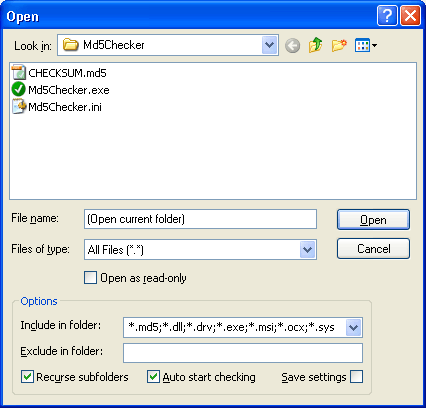 Open
Look in: Md5Checker
CHECKSUM.md5
Md5Checker.exe
Md5Checker.ini
File name: (Open current folder) Open
Files of type: All Files (*.*) Cancel
Open as read-only
Options
Include in folder: *.md5;*.dll;*.drv;*.exe;*.msi;*.ocx;*.sys
Exclude in folder:
Recurse subfolders Auto start checking Save settings